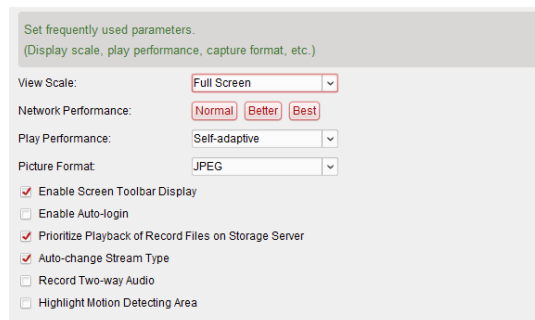 Set frequently used parameters.
(Display scale, play performance, capture format, etc.)
View Scale: Full Screen
Network Performance: Normal Better Best
Play Performance: Self-adaptive
Picture Format: JPEG
Enable Screen Toolbar Display
Enable Auto-login
Prioritize Playback of Record Files on Storage Server
Auto-change Stream Type
Record Two-way Audio
Highlight Motion Detecting Area